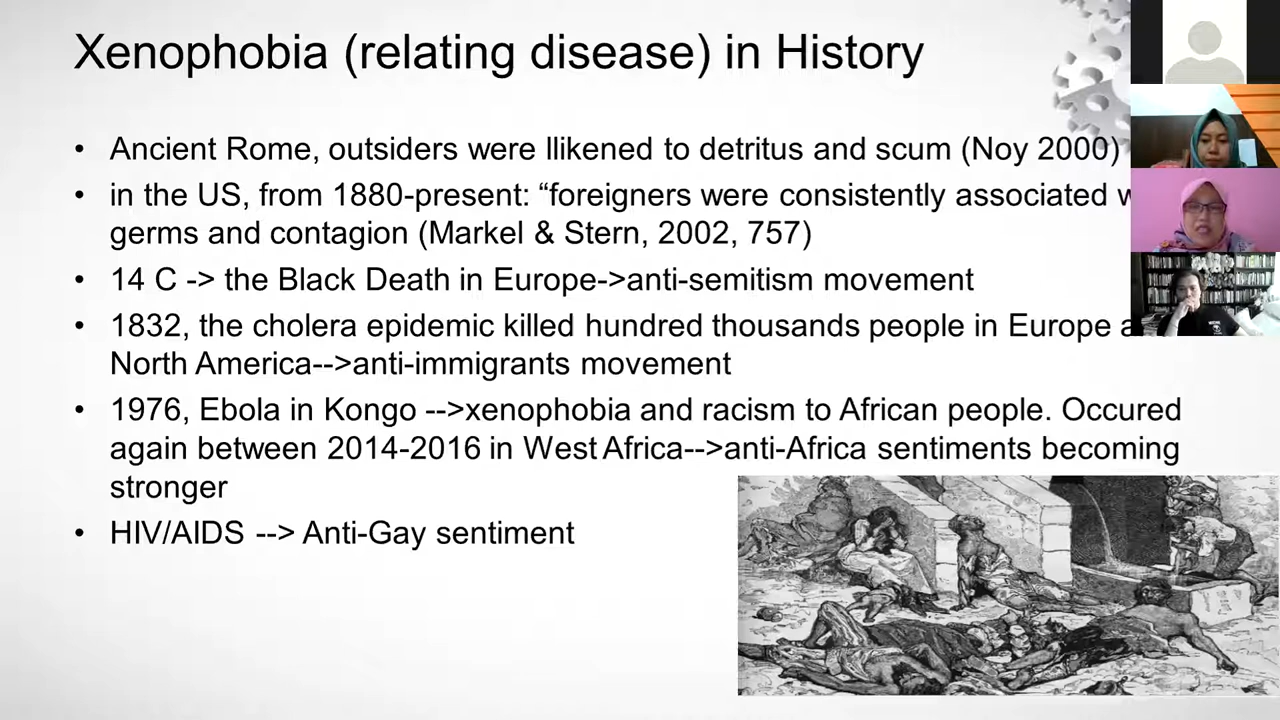 Xenophobia (relating disease) in History
• Ancient Rome, outsiders were llikened to detritus and scum (Noy 2000)
• in the US, from 1880-present: “foreigners were consistently associated
germs and contagion (Markel & Stern, 2002, 757)
• 14 C -> the Black Death in Europe->anti-semitism movement
• 1832, the cholera epidemic killed hundred thousands people in Europe
North America-->anti-immigrants movement
• 1976, Ebola in Kongo -->xenophobia and racism to African people. Occured
again between 2014-2016 in West Africa-->anti-Africa sentiments becoming
stronger
• HIV/AIDS --> Anti-Gay sentiment